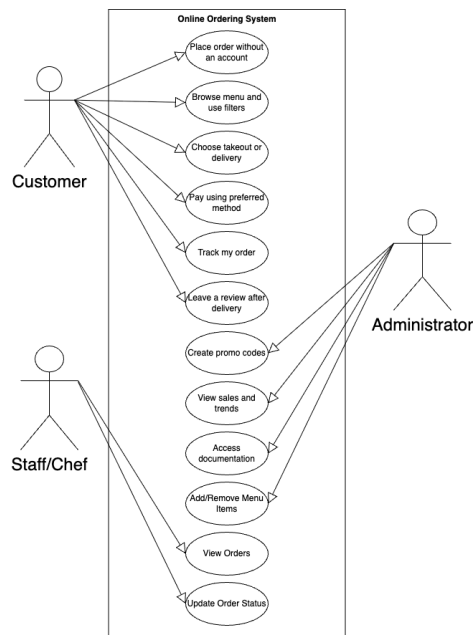 Online Ordering System
Place order without
an account
Browse menu and
use filters
Choose takeout or
delivery
Customer
Pay using preferred
method
Track my order
Leave a review after
delivery
Administrator
Create promo codes
View sales and
trends
Staff/Chef
Access
documentation
Add/Remove Menu
Items
View Orders
Update Order Status